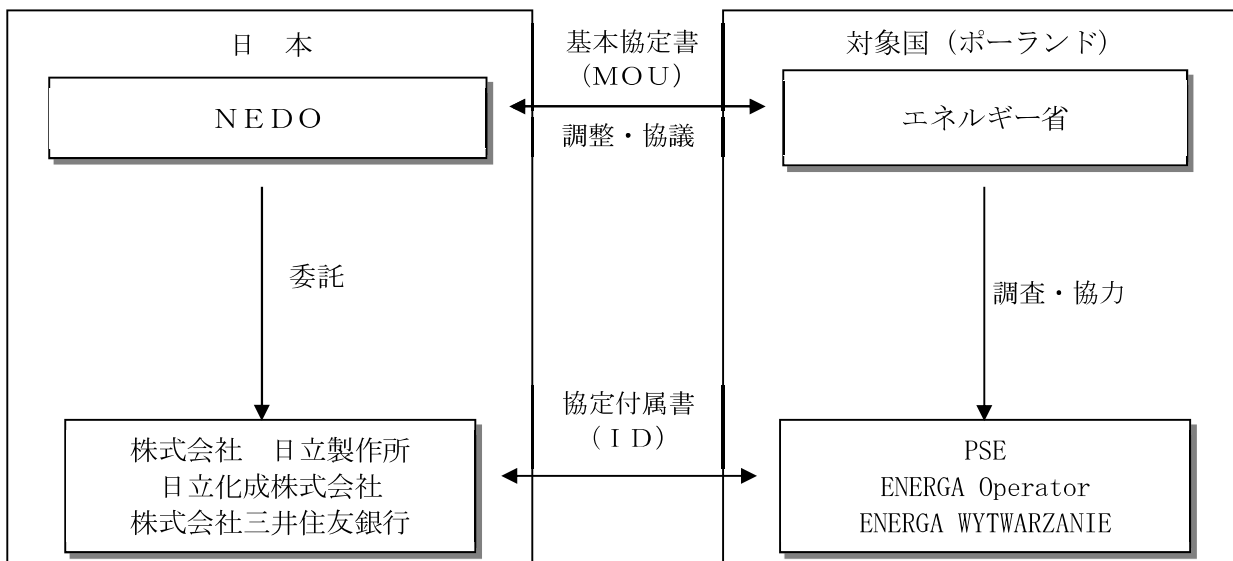 日　本
基本協定書
（ＭＯＵ）
対象国（ポーランド）
ＮＥＤＯ
調整・協議
エネルギー省
委託
調査・協力
協定付属書
（ＩＤ）
株式会社　日立製作所
日立化成株式会社
株式会社三井住友銀行
PSE
ENERGA Operator
ENERGA WYTWARZANIE